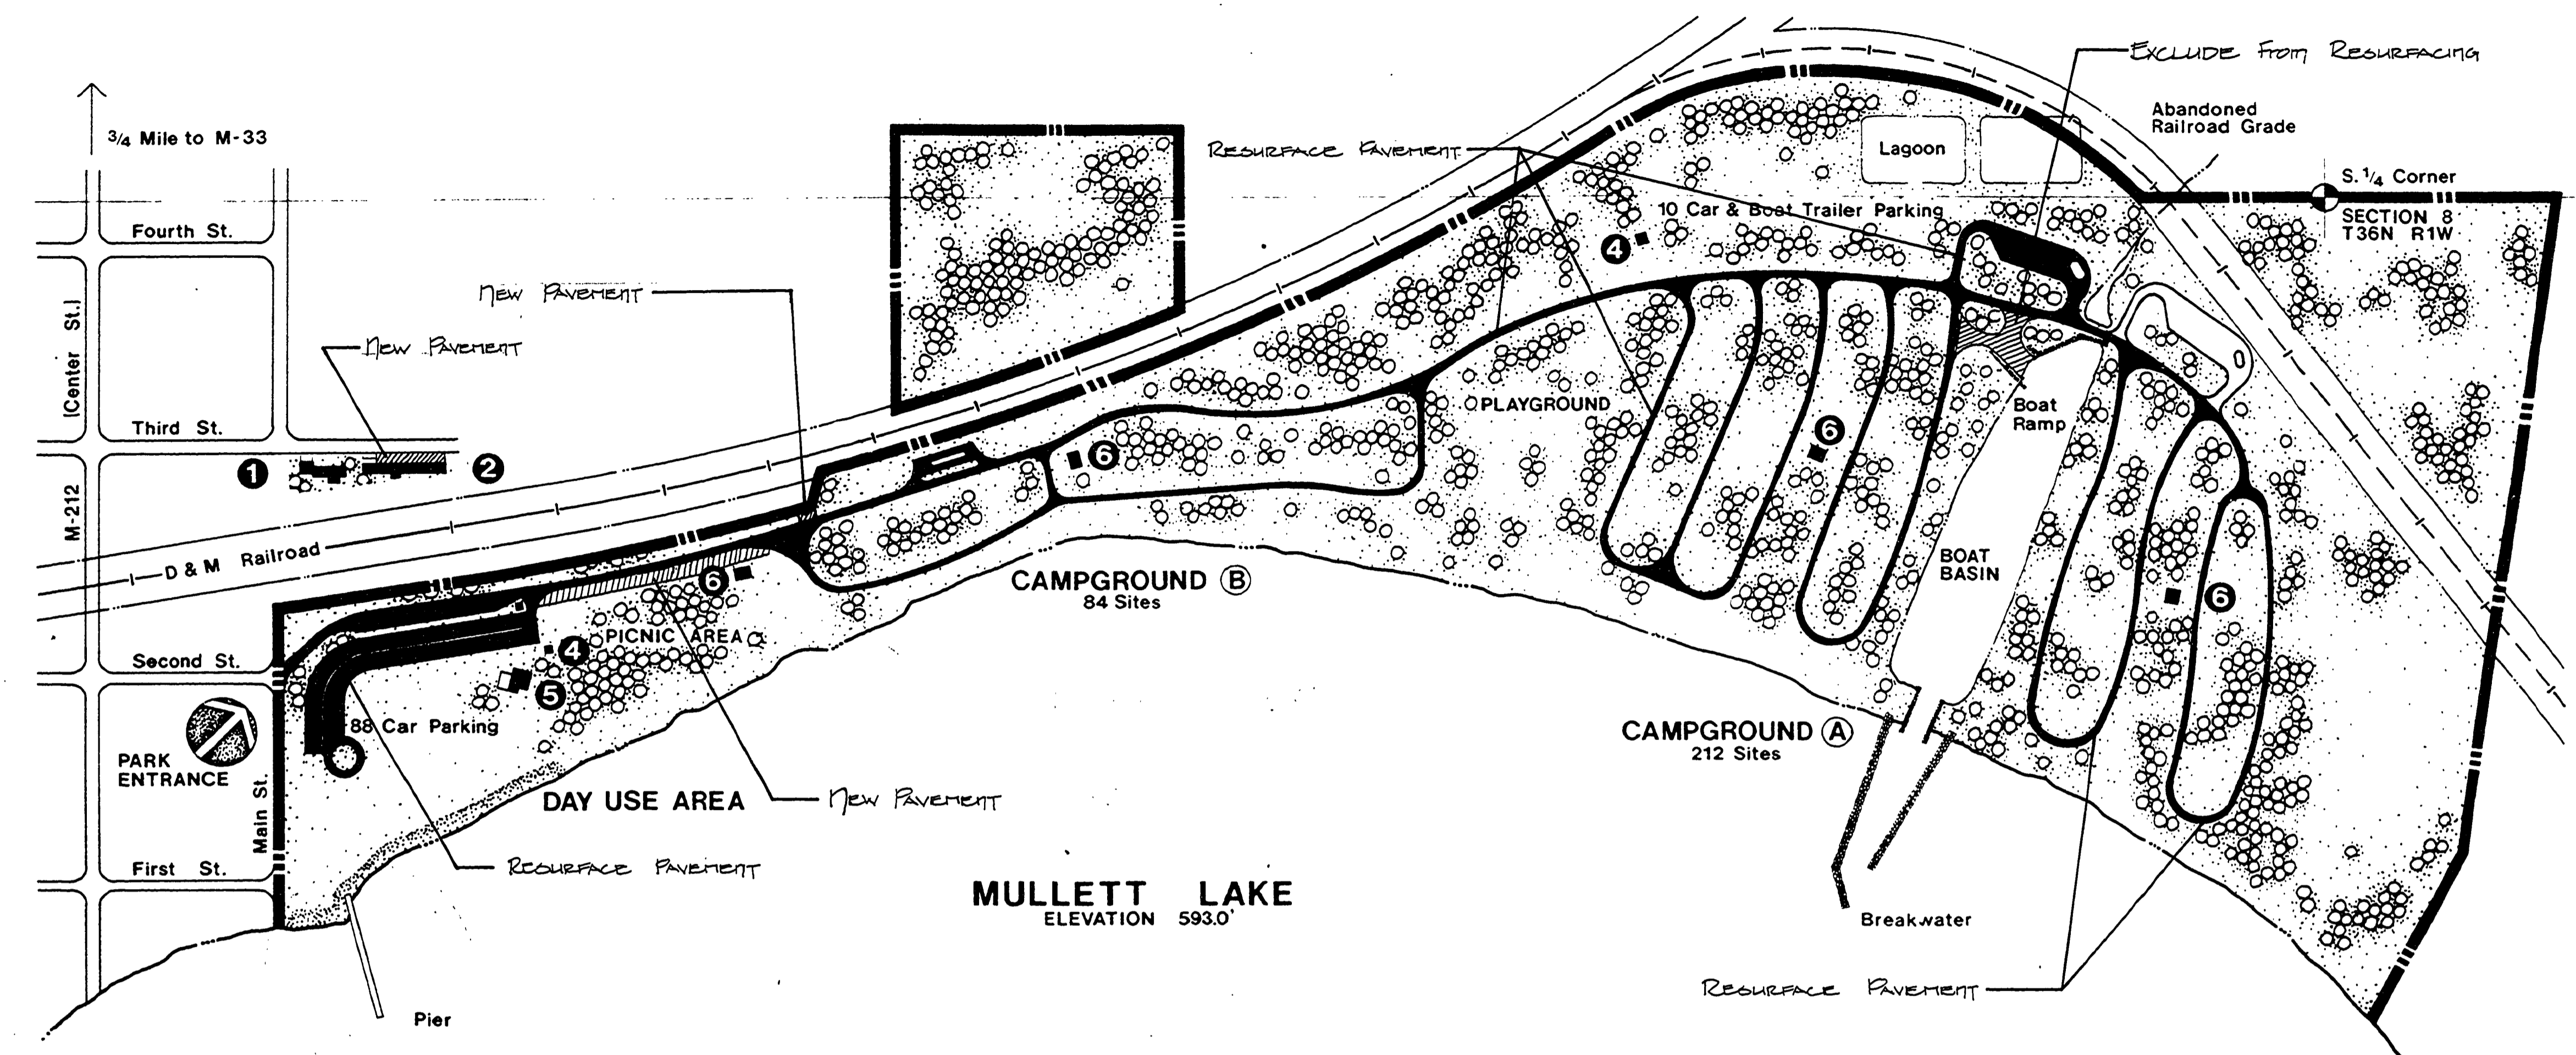 EXCLUDE FROM RESURFACING
Abandoned
Railroad Grade
3/4 Mile to M-33
RESURFACE PAVEMENT
Lagoon
S. 1/4 Corner
SECTION 8
T36N R1W
10 Car & Boat Trailer Parking
Fourth St.
4
NEW PAVEMENT
(Center St.)
NEW PAVEMENT
PLAYGROUND
Boat
Ramp
Third St.
6
6
1
2
M-212
D & M Railroad
BOAT
BASIN
6
CAMPGROUND B
84 Sites
6
PICNIC AREA
4
Second St.
5
88 Car Parking
CAMPGROUND A
212 Sites
PARK
ENTRANCE
Main St.
DAY USE AREA
NEW PAVEMENT
First St.
RESURFACE PAVEMENT
MULLETT LAKE
ELEVATION 593.0'
Breakwater
RESURFACE PAVEMENT
Pier